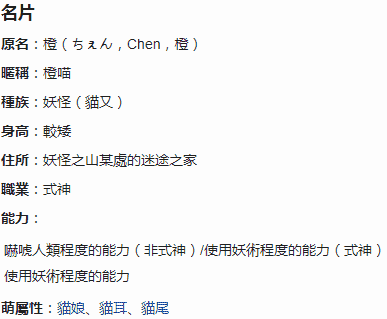 名片
原名：橙（ちぇん，Chen，橙）
暱稱：橙喵
種族：妖怪（貓又）
身高：較矮
住所：妖怪之山某處的迷途之家
職業：式神
能力：
嚇唬人類程度的能力（非式神）/使用妖術程度的能力（式神）
使用妖術程度的能力
萌屬性：貓娘、貓耳、貓尾